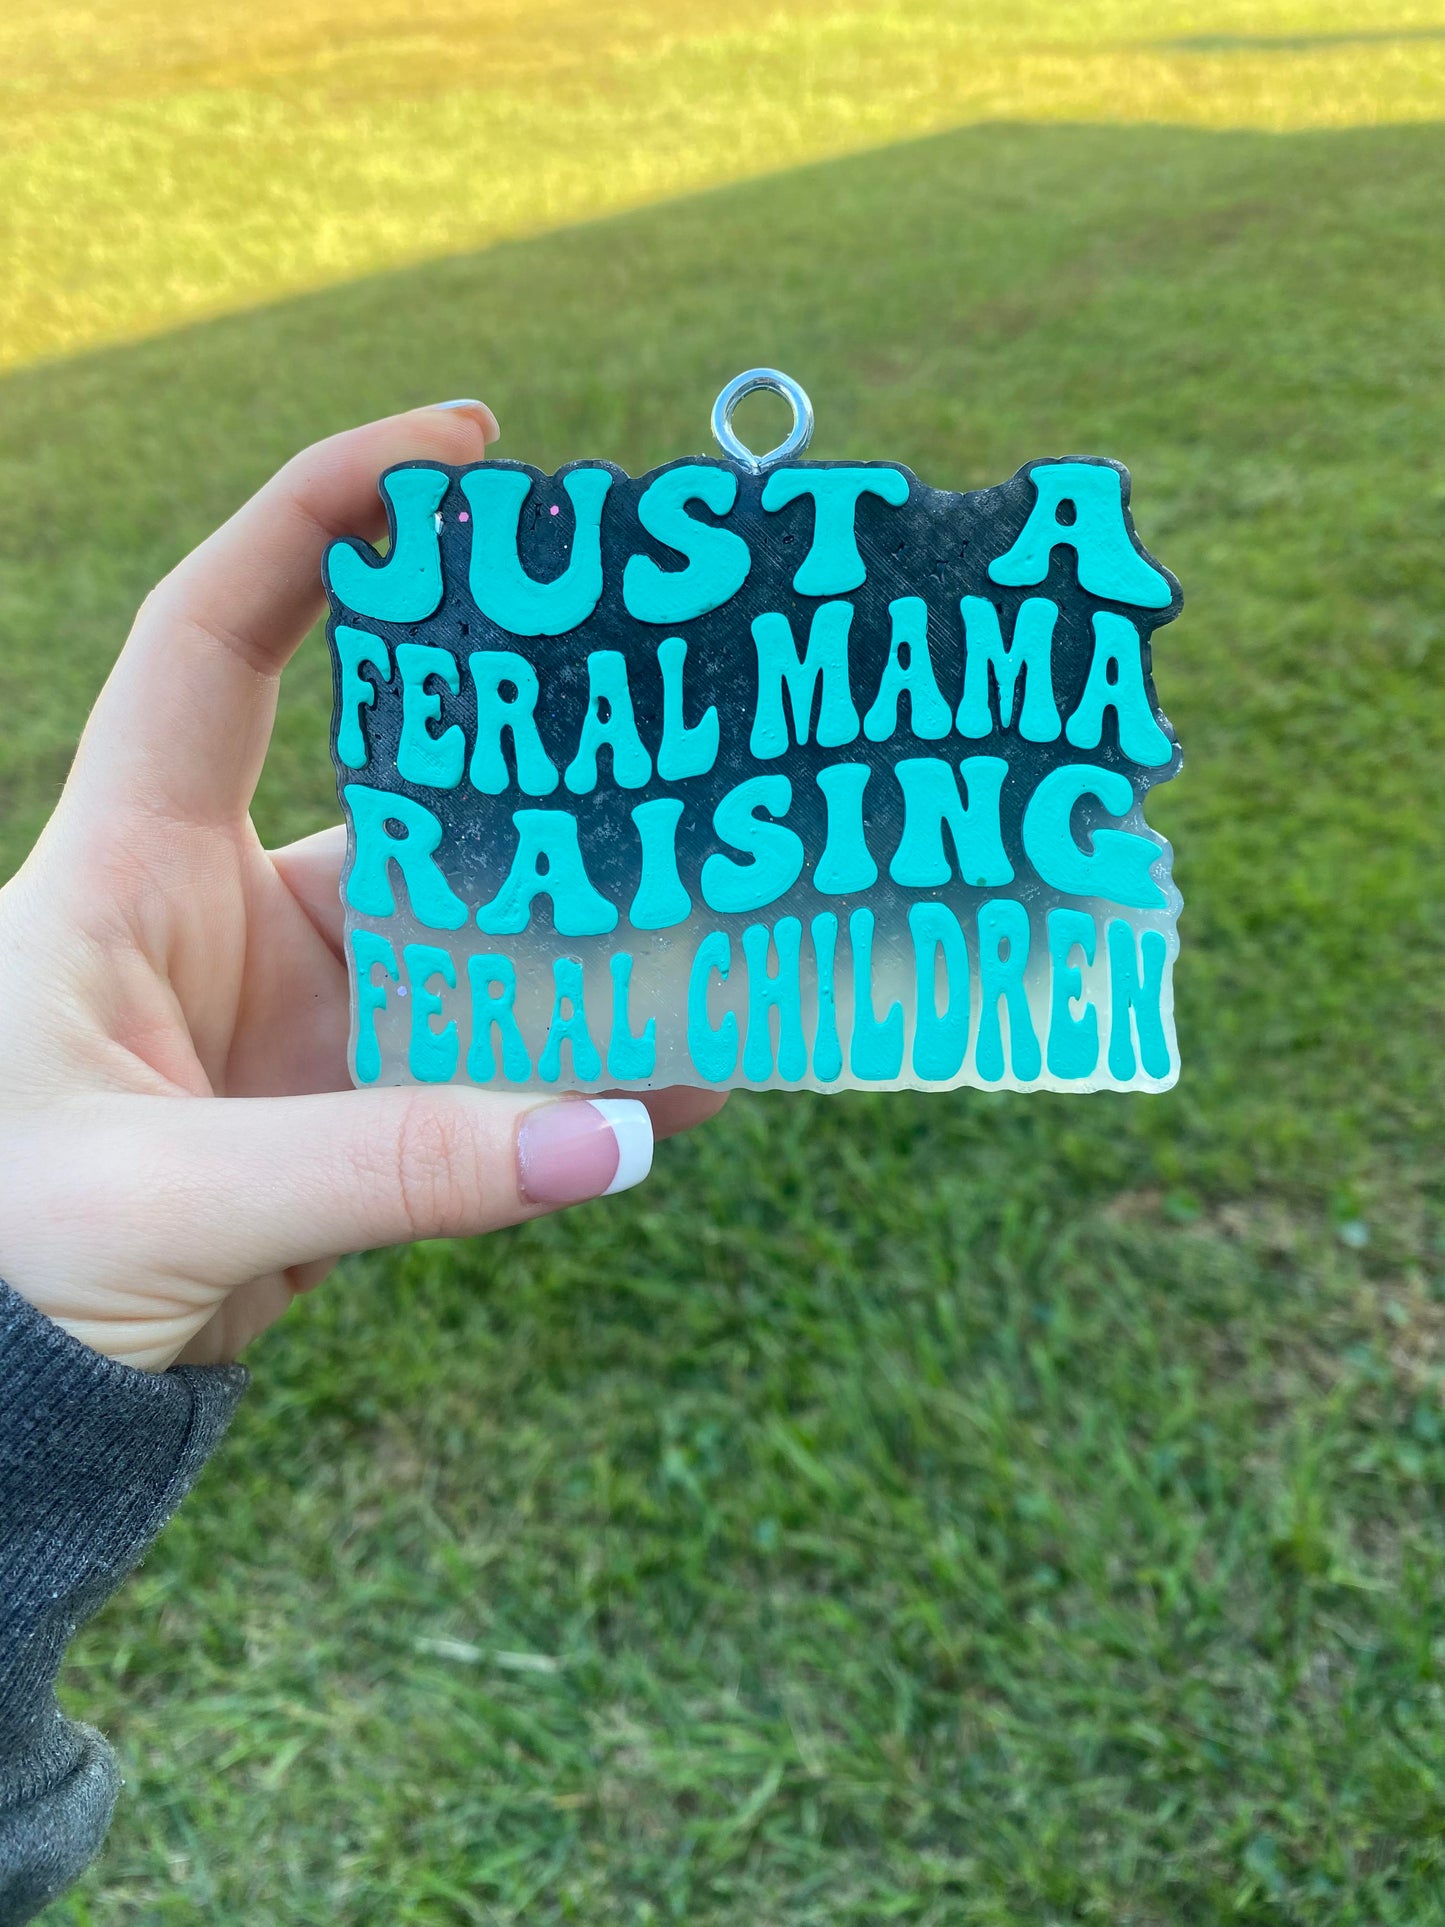 JUST A
FERAL MAMA
RAISING
FERAL CHILDREN